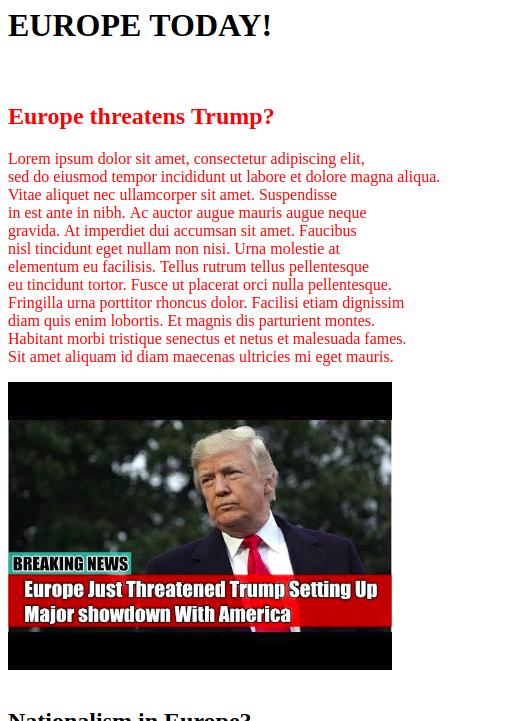 EUROPE TODAY!
Europe threatens Trump?
Lorem ipsum dolor sit amet, consectetur adipiscing elit,
sed do eiusmod tempor incididunt ut labore et dolore magna aliqua.
Vitae aliquet nec ullamcorper sit amet. Suspendisse
in est ante in nibh. Ac auctor augue mauris augue neque
gravida. At imperdiet dui accumsan sit amet. Faucibus
nisl tincidunt eget nullam non nisi. Urna molestie at
elementum eu facilisis. Tellus rutrum tellus pellentesque
eu tincidunt tortor. Fusce ut placerat orci nulla pellentesque.
Fringilla urna porttitor rhoncus dolor. Facilisi etiam dignissim
diam quis enim lobortis. Et magnis dis parturient montes.
Habitant morbi tristique senectus et netus et malesuada fames.
Sit amet aliquam id diam maecenas ultricies mi eget mauris.
BREAKING NEWS
Europe Just Threatened Trump Setting Up
Major showdown With America
Nationalism in Europe?